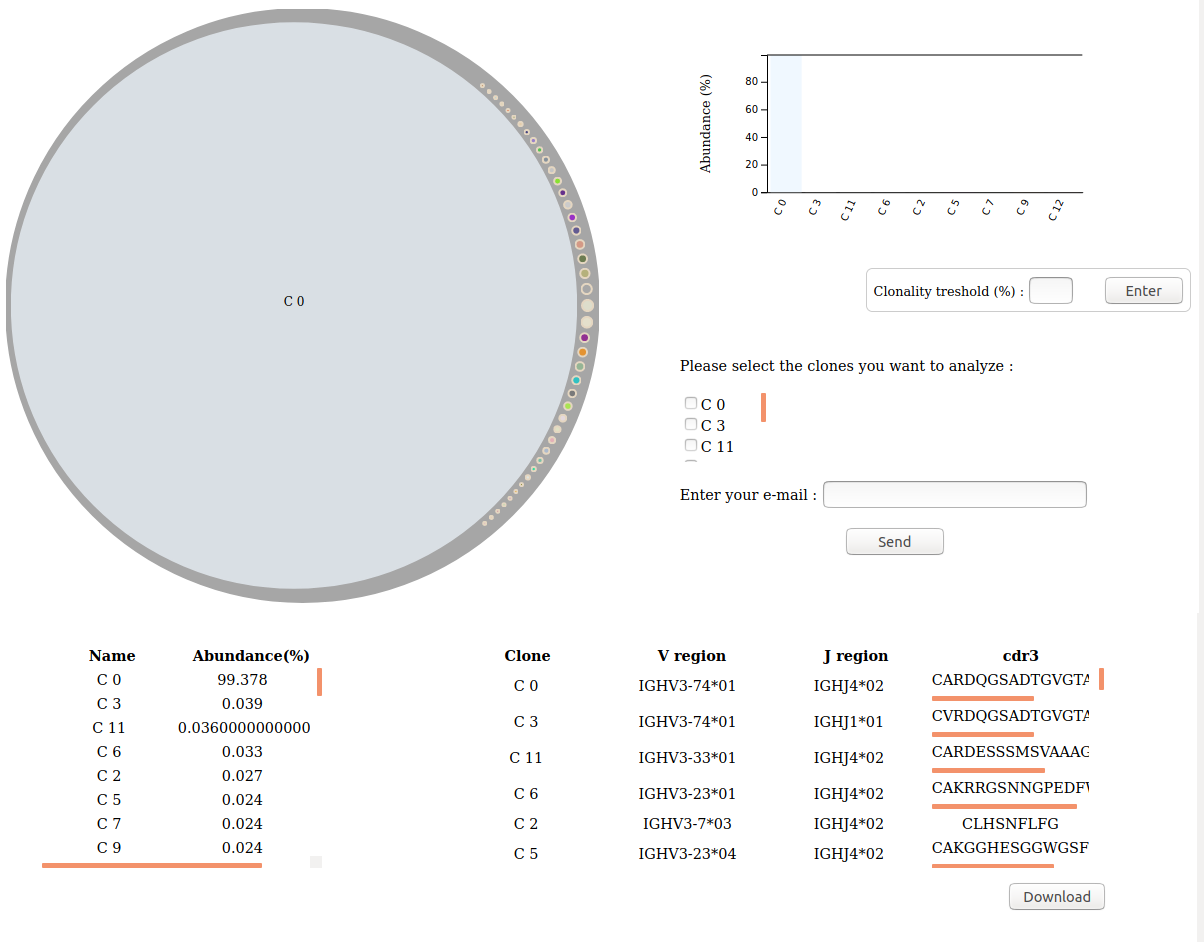 C 0
Abundance (%)
80
60
40
20
0
C 0 C 3 C 11 C 6 C 2 C 5 C 7 C 9 C 12
Clonality treshold (%) : Enter
Please select the clones you want to analyze :
C 0
C 3
C 11
Enter your e-mail :
Send
Name Abundance(%)
C 0 99.378
C 3 0.039
C 11 0.0360000000000
C 6 0.033
C 2 0.027
C 5 0.024
C 7 0.024
C 9 0.024
Clone V region J region cdr3
C 0 IGHV3-74*01 IGHJ4*02 CARDQGSADTGVGTA
C 3 IGHV3-74*01 IGHJ1*01 CVRDQGSADTGVGTA
C 11 IGHV3-33*01 IGHJ4*02 CARDESSSMSVAAAG
C 6 IGHV3-23*01 IGHJ4*02 CAKRRGSNNGPEDF
C 2 IGHV3-7*03 IGHJ4*02 CLHSNFLFG
C 5 IGHV3-23*04 IGHJ4*02 CAKGGHESGGWGSF
Download